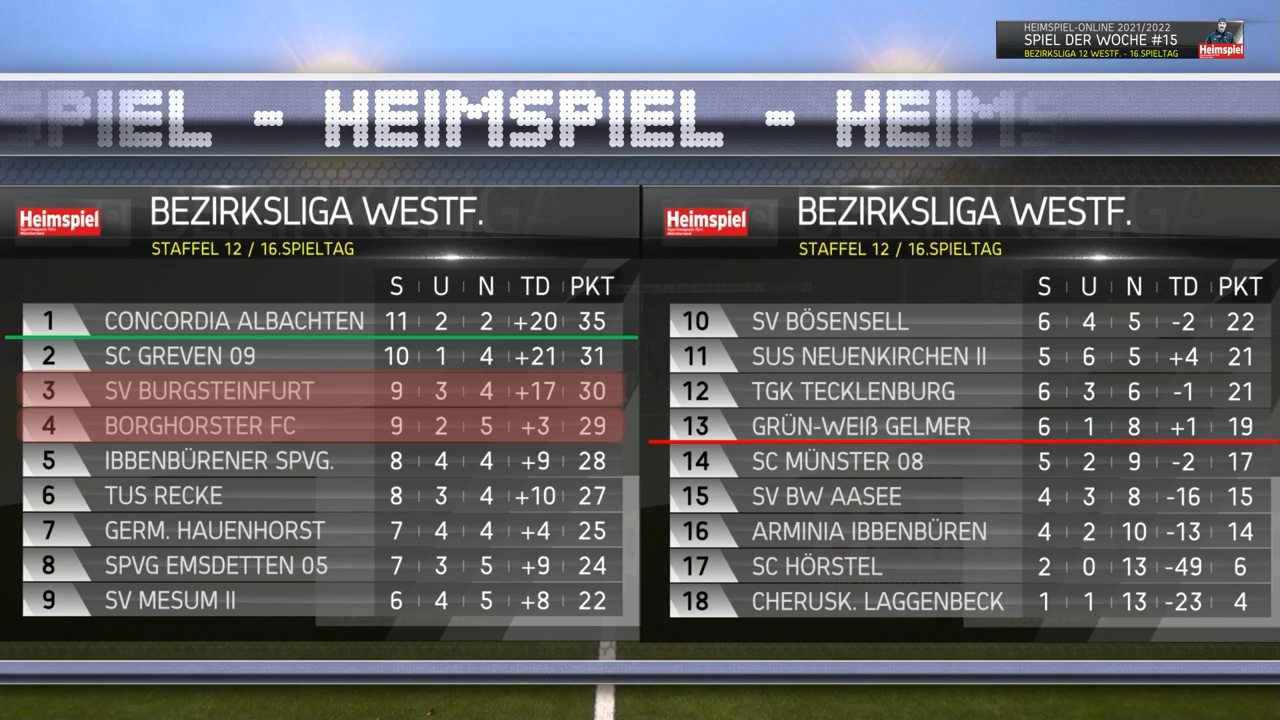 HEIMSPIEL-ONLINE 2021/2022
SPIEL DER WOCHE #15
BEZIRKSLIGA 12 WESTF. - 16.SPIELTAG
Heimspiel
SPIEL - HEIMSPIEL - HEIMS
Heimspiel
BEZIRKSLIGA WESTF.
STAFFEL 12 / 16.SPIELTAG
S U N TD PKT
1 CONCORDIA ALBACHTEN 11 2 2 +20 35
2 SC GREVEN 09 10 1 4 +21 31
3 SV BURGSTEINFURT 9 3 4 +17 30
4 BORGHORSTER FC 9 2 5 +3 29
5 IBBENBÜRENER SPVG. 8 4 4 +9 28
6 TUS RECKE 8 3 4 +10 27
7 GERM. HAUENHORST 7 4 4 +4 25
8 SPVG EMSDETTEN 05 7 3 5 +9 24
9 SV MESUM II 6 4 5 +8 22
Heimspiel
BEZIRKSLIGA WESTF.
STAFFEL 12 / 16.SPIELTAG
S U N TD PKT
10 SV BÖSENSELL 6 4 5 -2 22
11 SUS NEUENKIRCHEN II 5 6 5 +4 21
12 TGK TECKLENBURG 6 3 6 -1 21
13 GRÜN-WEIß GELMER 6 1 8 +1 19
14 SC MÜNSTER 08 5 2 9 -2 17
15 SV BW AASEE 4 3 8 -16 15
16 ARMINIA IBBENBÜREN 4 2 10 -13 14
17 SC HÖRSTEL 2 0 13 -49 6
18 CHERUSK. LAGGENBECK 1 1 13 -23 4